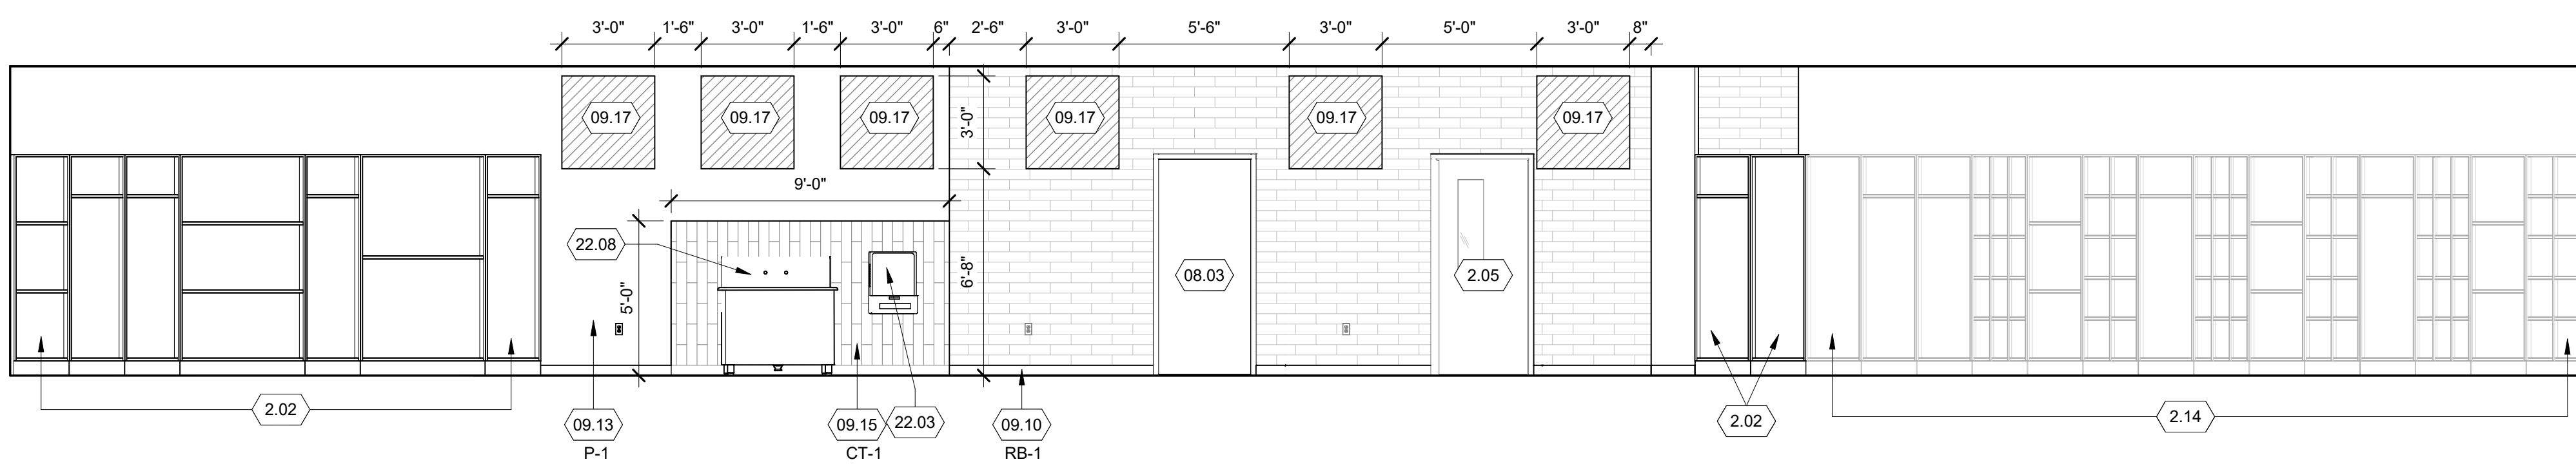 3'-0" 1'-6" 3'-0" 1'-6" 3'-0" 6" 2'-6" 3'-0" 5'-6" 3'-0" 5'-0" 3'-0" 8"
09.17 09.17 09.17 3'-0" 09.17 09.17 09.17
9'-0"
22.08
5'-0" 6'-8" 08.03 2.05
2.02 09.13 09.15 22.03 09.10 2.02 2.14
P-1 CT-1 RB-1